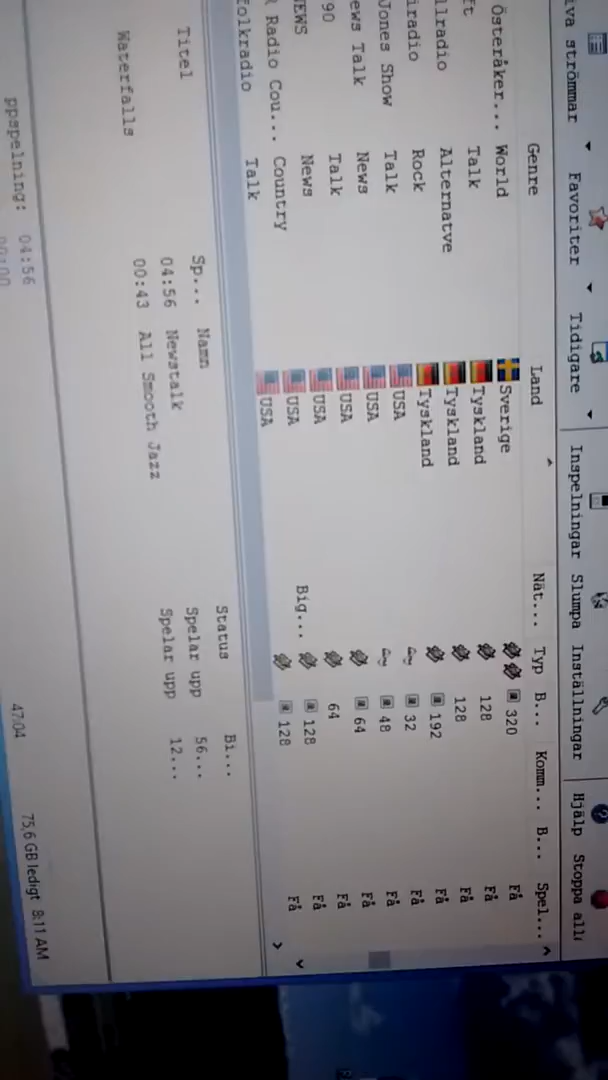 iva strömmar Favoriter Tidigare Inspelningar Slumpa Inställningar Hjälp Stoppa all
Genre Land Nät... Typ B... Komm... B... Spel...
Österåker... World Sverige 320 Få
ft Talk Tyskland 128 Få
llradio Alternatve Tyskland 128 Få
iradio Rock Tyskland 192 Få
Jones Show Talk USA 32 Få
ews Talk News USA 48 Få
90 Talk USA 64 Få
NEWS News USA 64 Få
Radio Cou... Country USA Big... 128 Få
folkradio Talk USA 128
Titel Sp... Namn Status Bi...
04:56 Newstalk Spelar upp 56...
Waterfalls 00:43 All Smooth Jazz Spelar upp 12...
ppspelning: 04:56 47.04 75,6 GB ledigt 8:11 AM